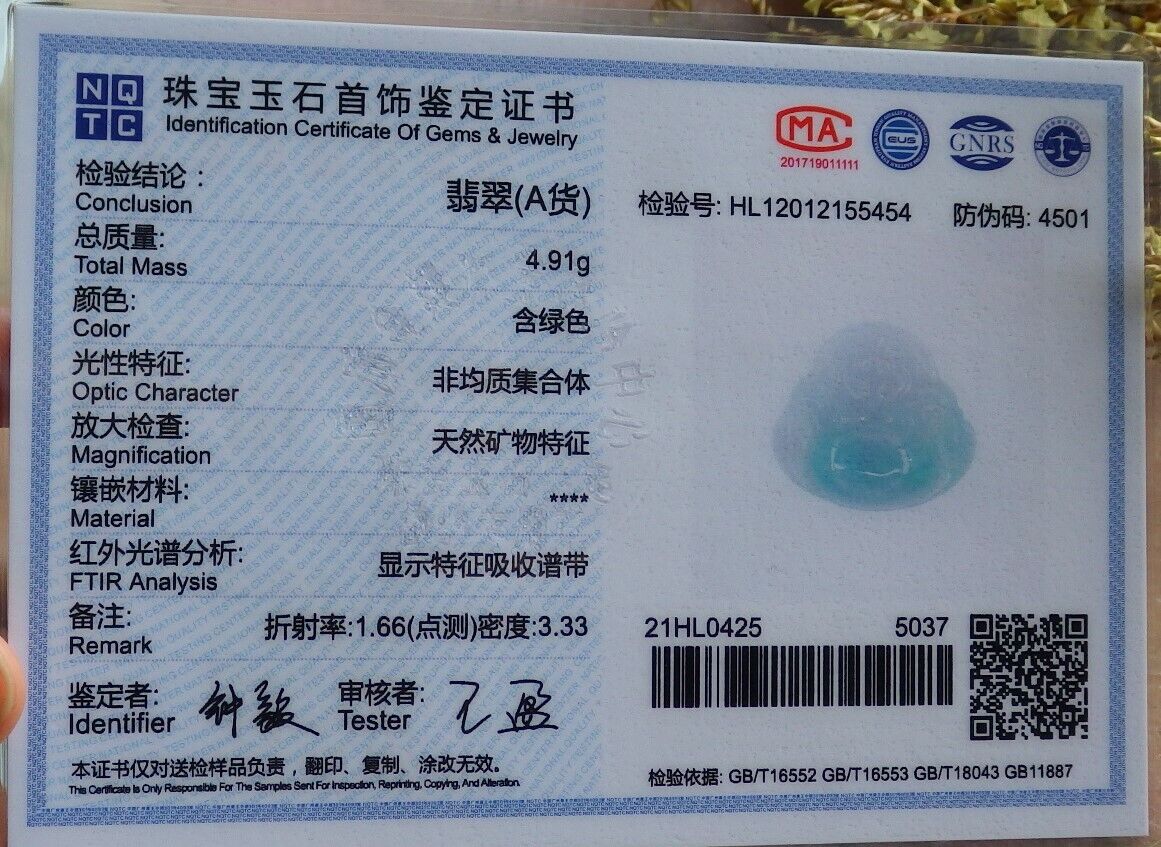 NQTC
珠宝玉石首饰鉴定证书
Identification Certificate Of Gems & Jewelry
检验结论：
Conclusion
翡翠(A货)
总质量:
Total Mass
4.91g
颜色:
Color
含绿色
光性特征:
Optic Character
非均质集合体
放大检查:
Magnification
天然矿物特征
镶嵌材料:
Material
****
红外光谱分析:
FTIR Analysis
显示特征吸收谱带
备注:
Remark
折射率:1.66(点测)密度:3.33
鉴定者:
Identifier
审核者:
Tester
本证书仅对送检样品负责，翻印、复制、涂改无效。
This Certificate Is Only Responsible For The Samples Sent For Inspection, Reprinting, Copying, And Alteration.
MA
201719011111
CUS
GNRS
检验号: HL12012155454
防伪码: 4501
21HL0425
5037
检验依据: GB/T16552 GB/T16553 GB/T18043 GB11887